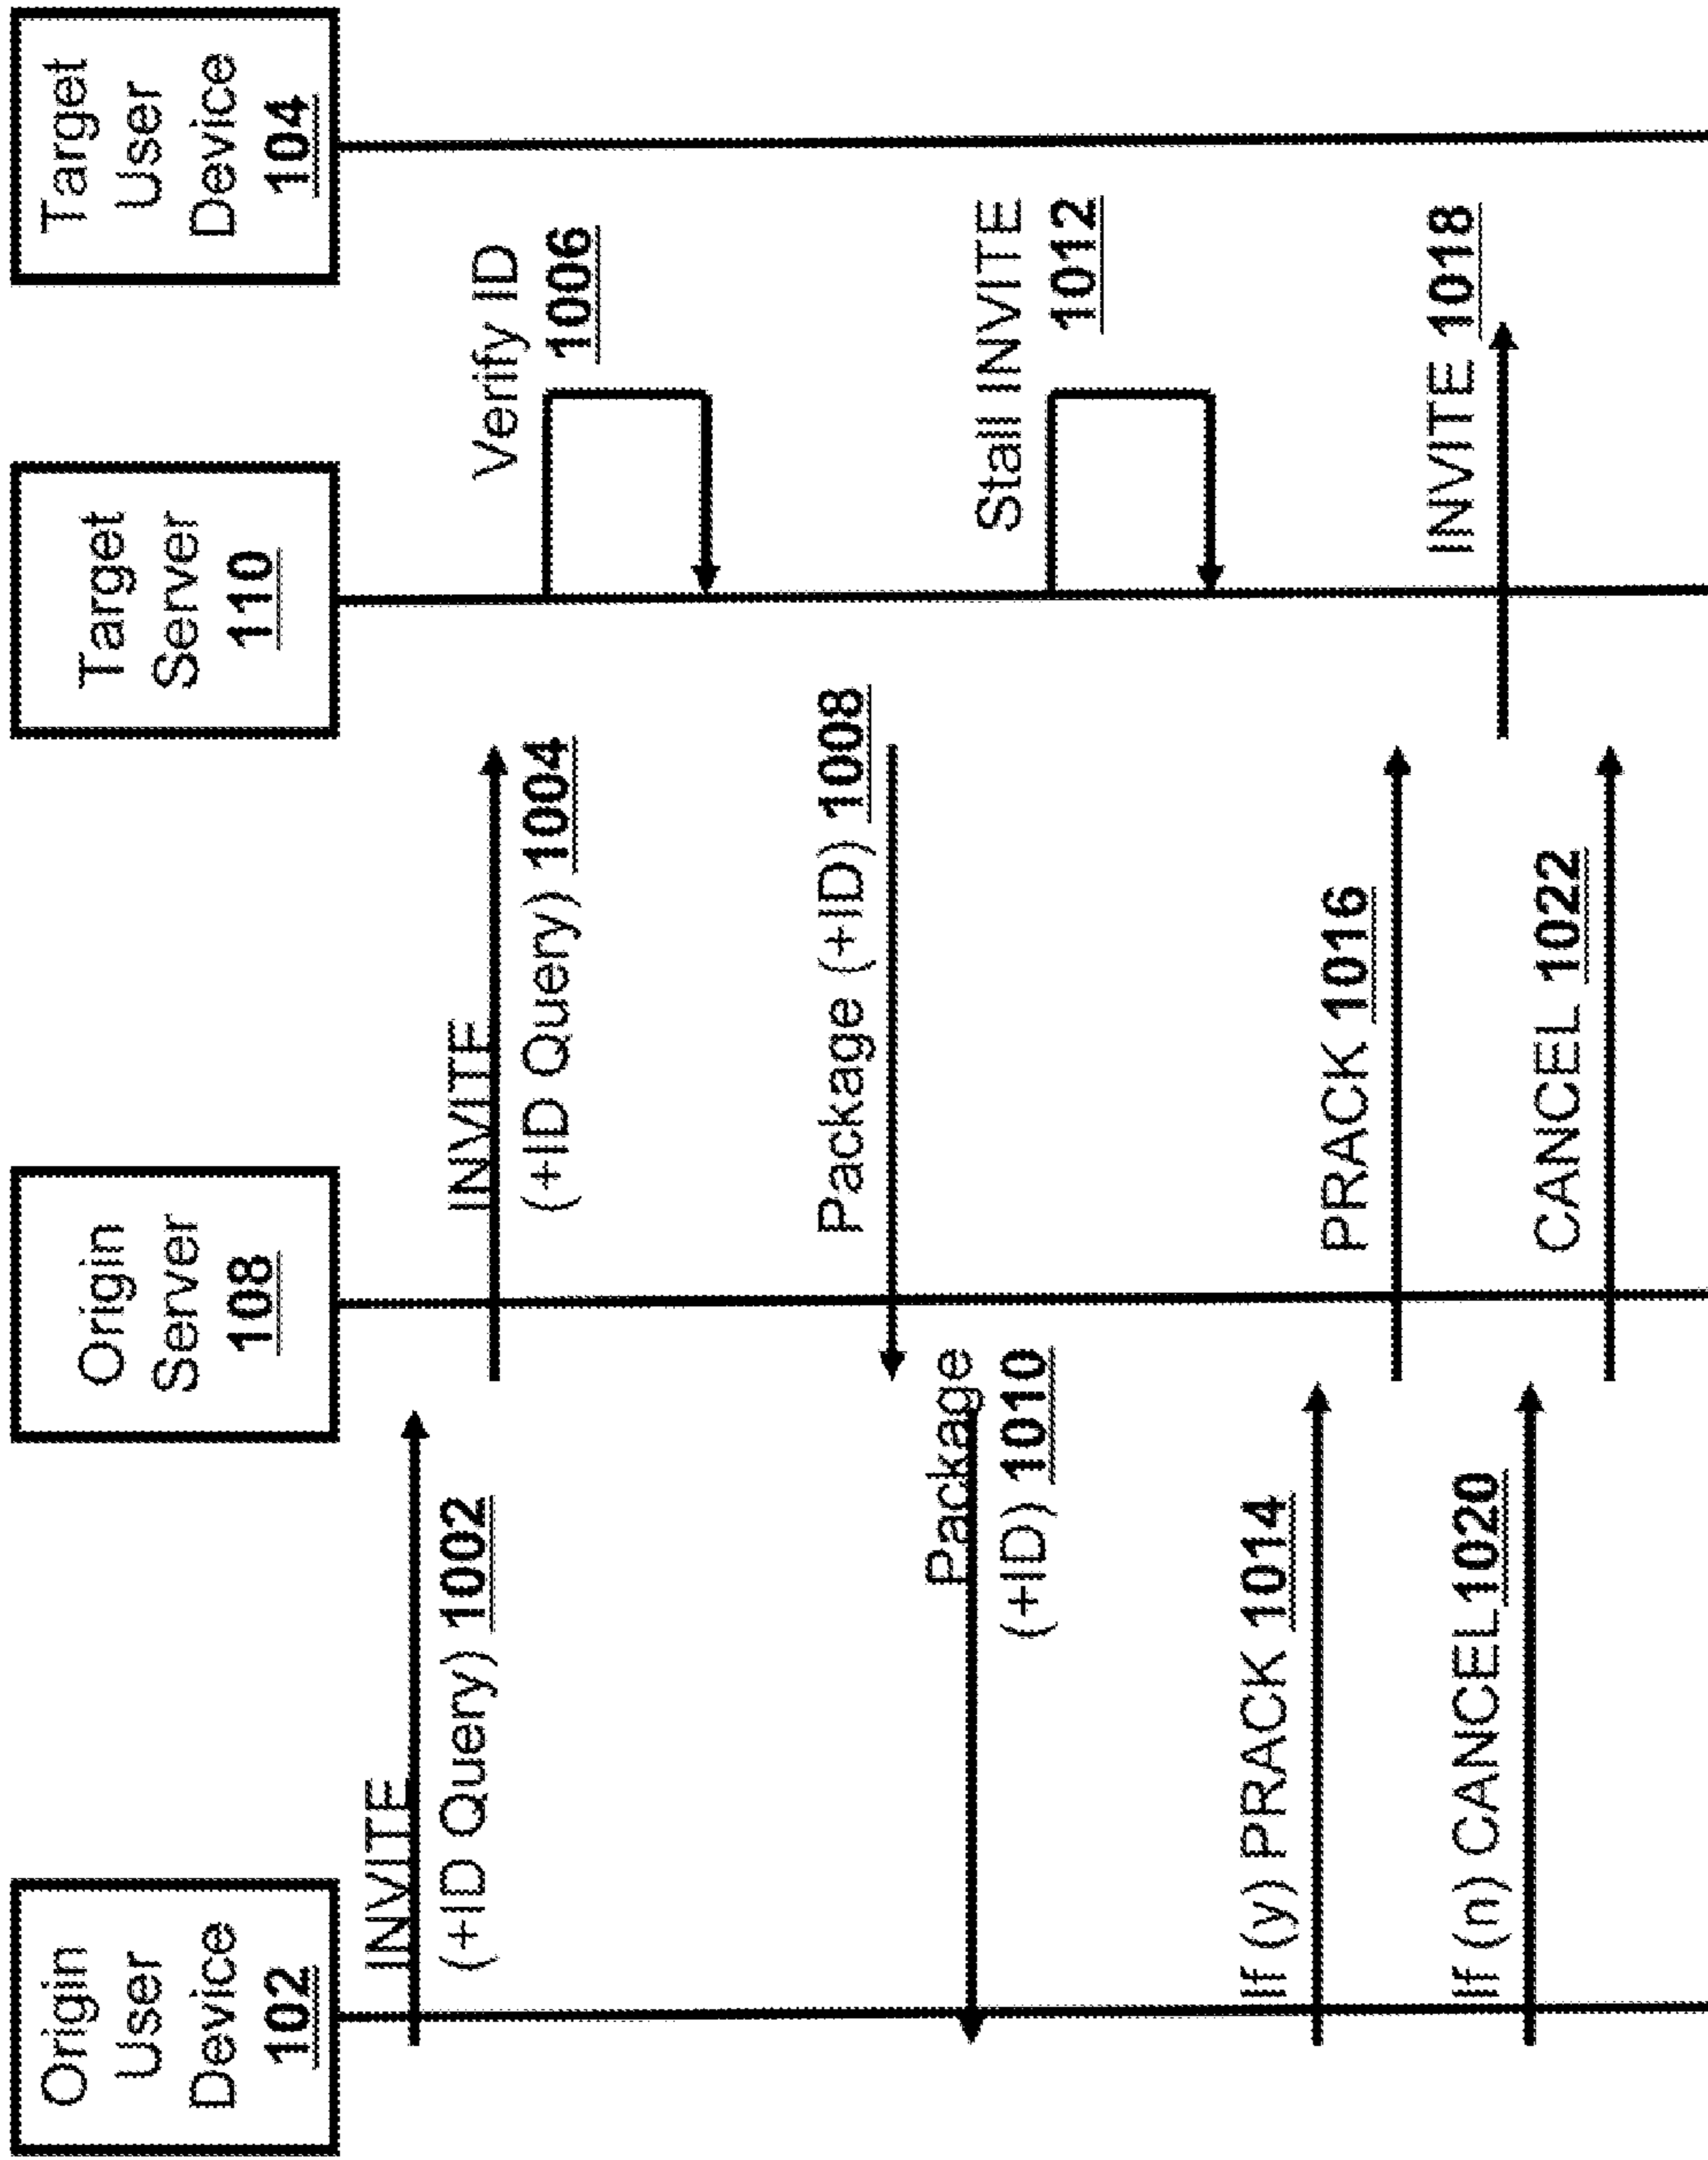 Origin
User
Device
102
Origin
Server
108
Target
Server
110
Target
User
Device
104
INVITE
(+ID Query) 1002
INVITE
(+ID Query) 1004
Verify ID
1006
Package (+ID) 1008
Package
(+ID) 1010
Stall INVITE
1012
If (y) PRACK 1014
PRACK 1016
INVITE 1018
If (n) CANCEL1020
CANCEL 1022